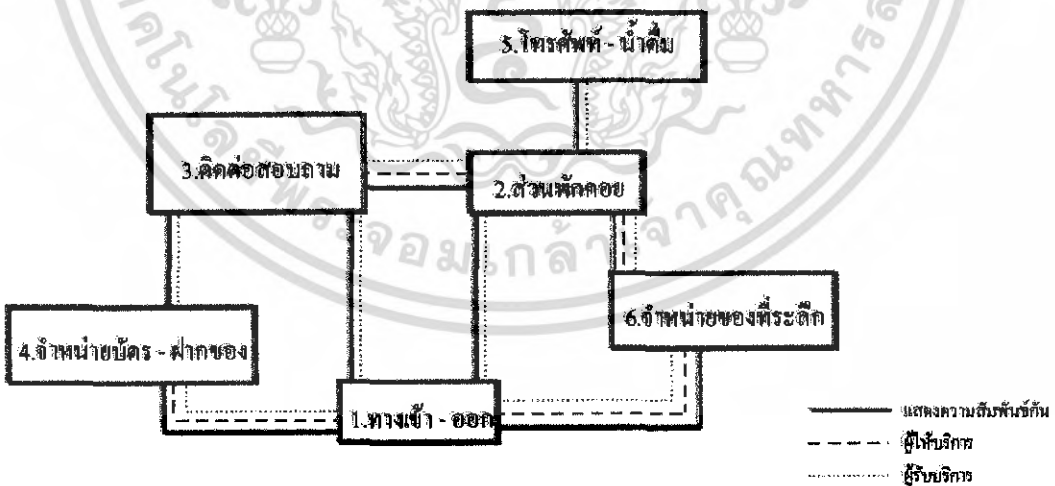 5.โทรศัพท์ - น้ำดื่ม
3.ติดต่อสอบถาม
2.ส่วนพักคอย
6.จำหน่ายของที่ระลึก
4.จำหน่ายบัตร - ฝากของ
1.ทางเข้า - ออก
แสดงความสัมพันธ์กัน
ผู้ให้บริการ
ผู้รับบริการ